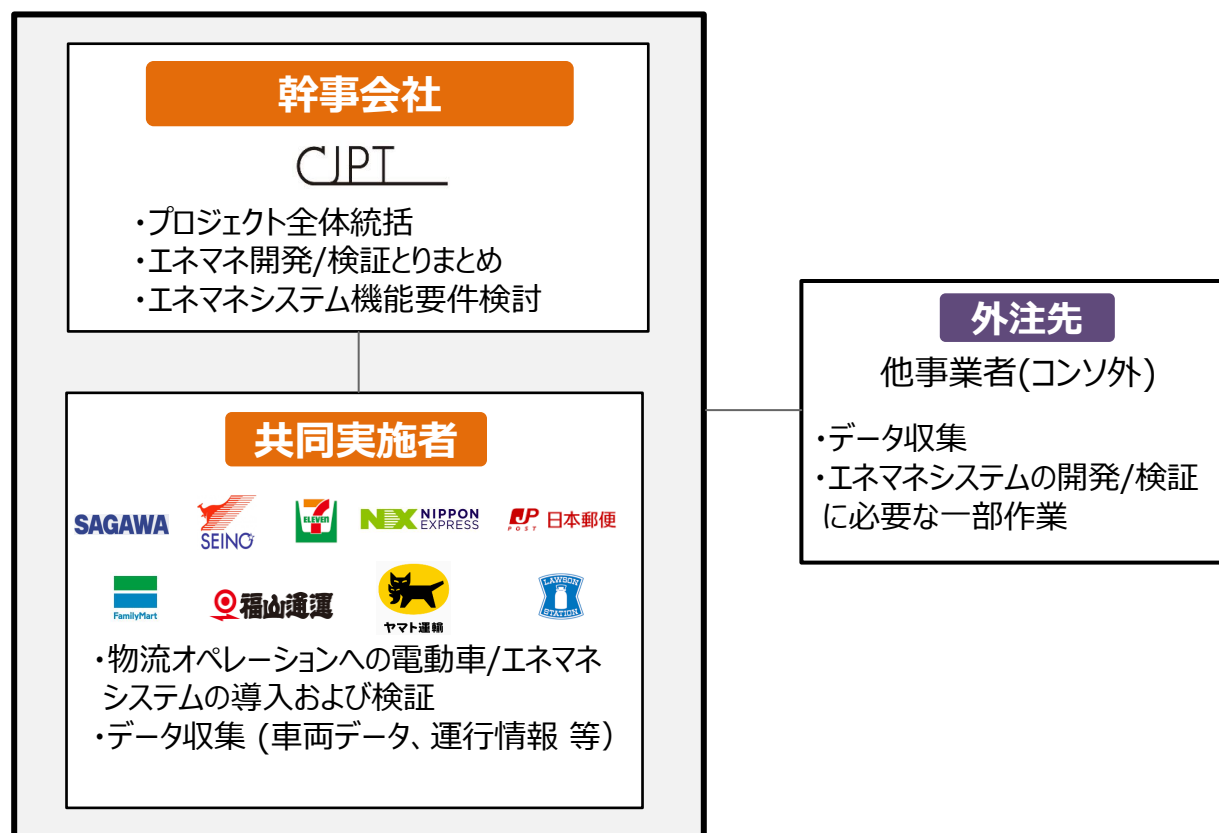 幹事会社
CJPT
・プロジェクト全体統括
・エネマネ開発/検証とりまとめ
・エネマネシステム機能要件検討
共同実施者
SAGAWA
SEINO
ELEVEN
NX NIPPON EXPRESS
JP POST 日本郵便
FamilyMart
福山通運
ヤマト運輸
LAWSON STATION
・物流オペレーションへの電動車/エネマネ
システムの導入および検証
・データ収集 (車両データ、運行情報 等)
外注先
他事業者(コンソ外)
・データ収集
・エネマネシステムの開発/検証
に必要な一部作業